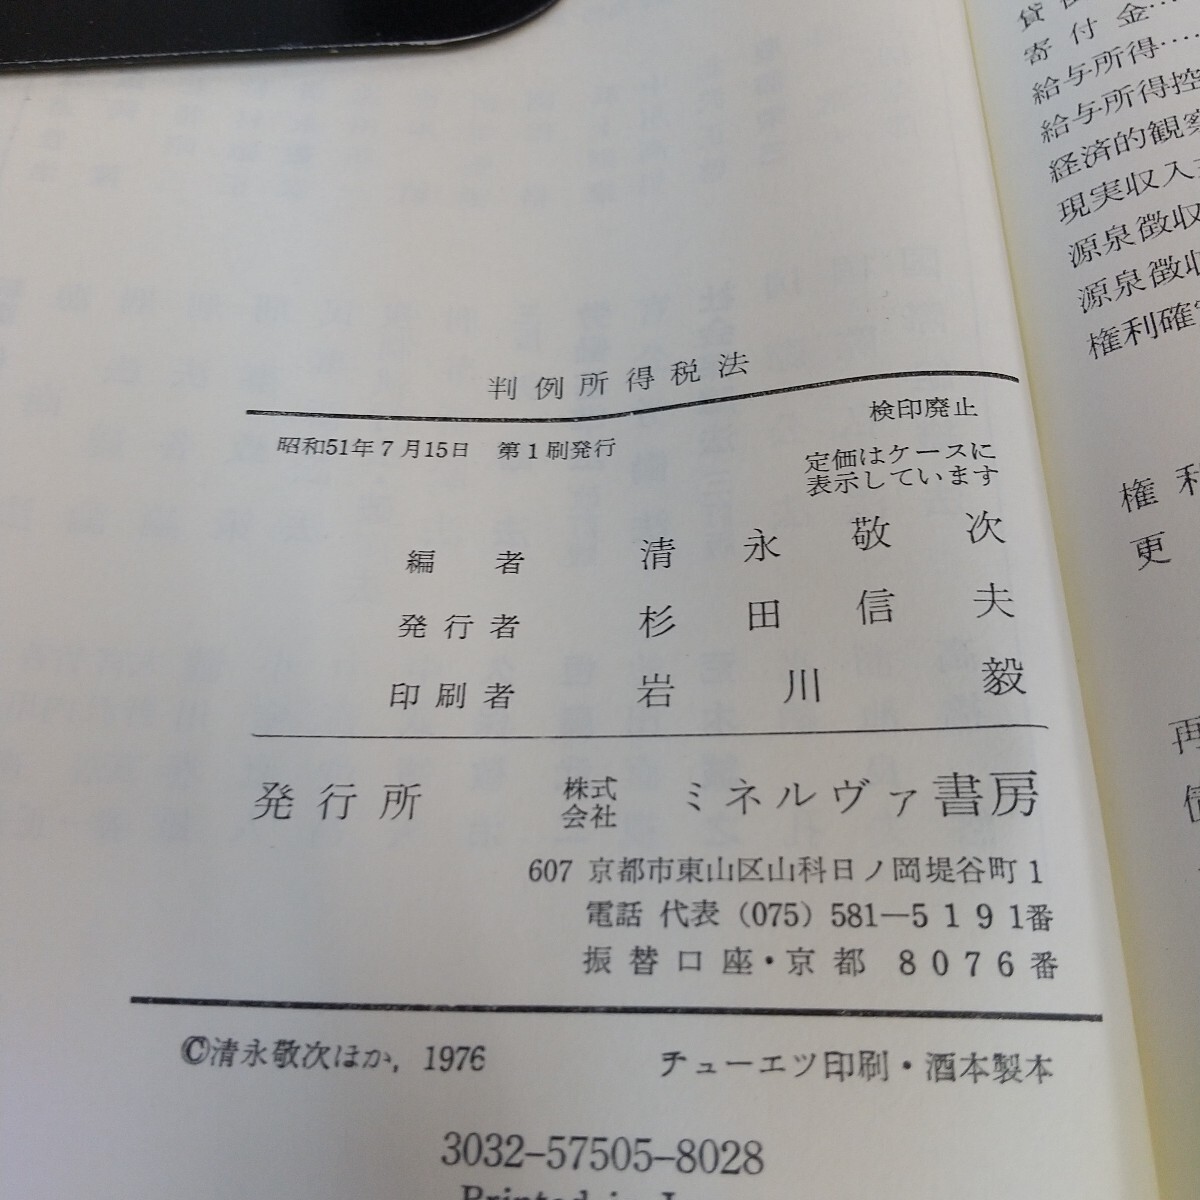 判例所得税法
検印廃止
昭和51年7月15日 第1刷発行
定価はケースに
表示しています
編者 清永敬次
発行者 杉田信夫
印刷者 岩川毅
発行所 株式会社 ミネルヴァ書房
607 京都市東山区山科日ノ岡堤谷町1
電話 代表 (075) 581—5191番
振替口座・京都 8076番
©清永敬次ほか, 1976 チューエツ印刷・酒本製本
3032-57505-8028
Printed in
寄付金…
給与所得…
給与所得控
経済的観察
現実収入
源泉徴収
源泉徴収
権利確
権利
更
再